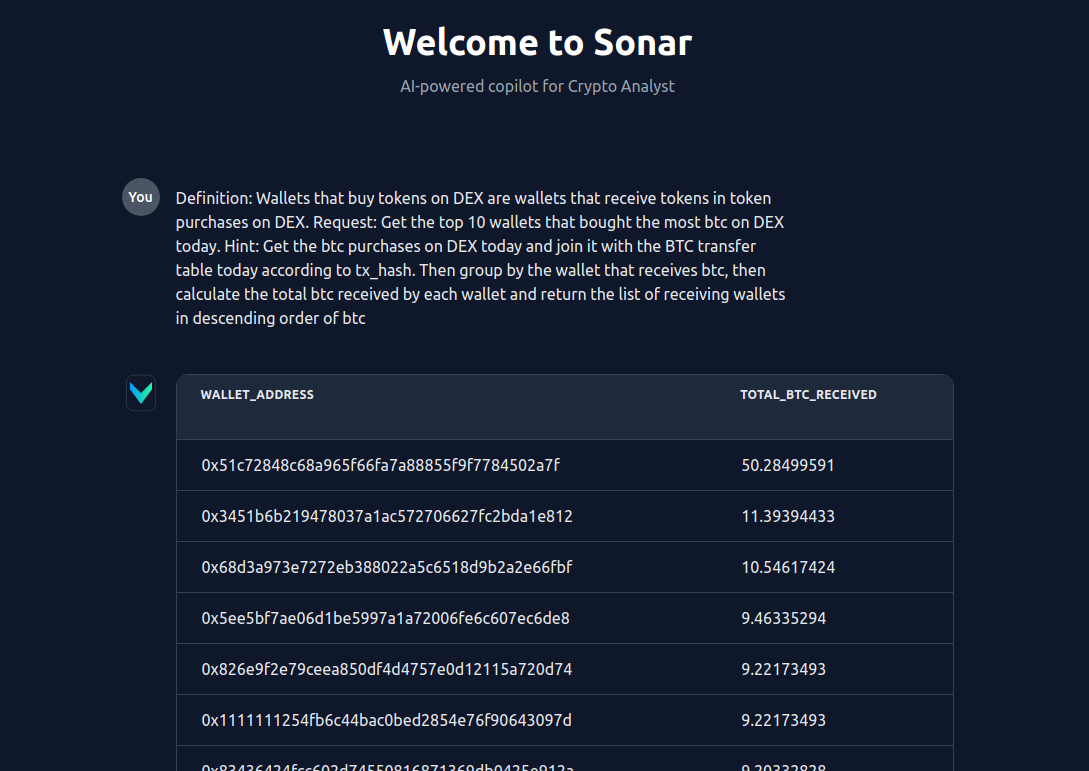 Welcome to Sonar
AI-powered copilot for Crypto Analyst
You
Definition: Wallets that buy tokens on DEX are wallets that receive tokens in token
purchases on DEX. Request: Get the top 10 wallets that bought the most btc on DEX
today. Hint: Get the btc purchases on DEX today and join it with the BTC transfer
table today according to tx_hash. Then group by the wallet that receives btc, then
calculate the total btc received by each wallet and return the list of receiving wallets
in descending order of btc
WALLET_ADDRESS TOTAL_BTC_RECEIVED
0x51c72848c68a965f66fa7a88855f9f7784502a7f 50.28499591
0x3451b6b219478037a1ac572706627fc2bda1e812 11.39394433
0x68d3a973e7272eb388022a5c6518d9b2a2e66fbf 10.54617424
0x5ee5bf7ae06d1be5997a1a72006fe6c607ec6de8 9.46335294
0x826e9f2e79ceea850df4d4757e0d12115a720d74 9.22173493
0x1111111254fb6c44bac0bed2854e76f90643097d 9.22173493